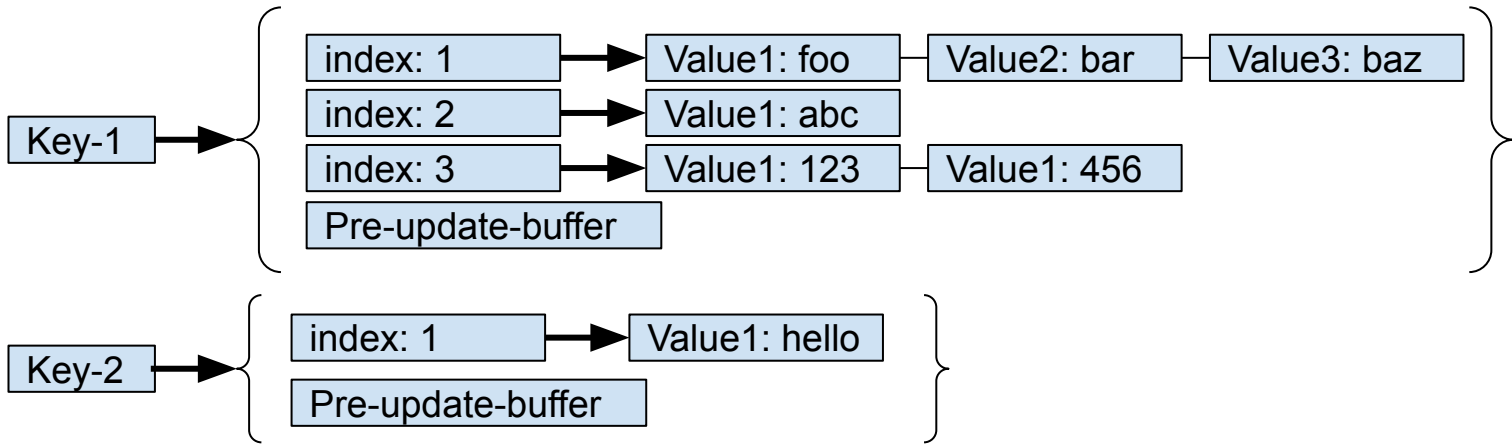 index: 1 Value1: foo Value2: bar Value3: baz
index: 2 Value1: abc
Key-1
index: 3 Value1: 123 Value1: 456
Pre-update-buffer
index: 1 Value1: hello
Key-2
Pre-update-buffer